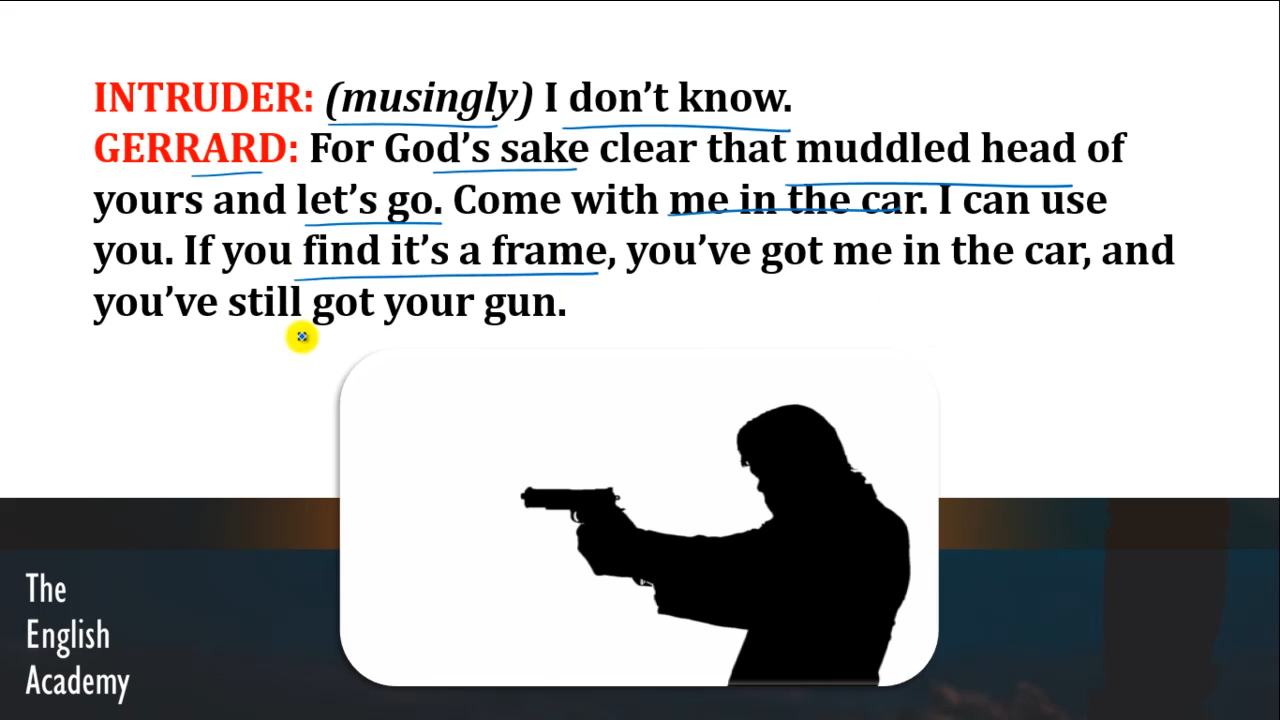 INTRUDER: (musingly) I don’t know.
GERRARD: For God’s sake clear that muddled head of
yours and let’s go. Come with me in the car. I can use
you. If you find it’s a frame, you’ve got me in the car, and
you’ve still got your gun.
The
English
Academy